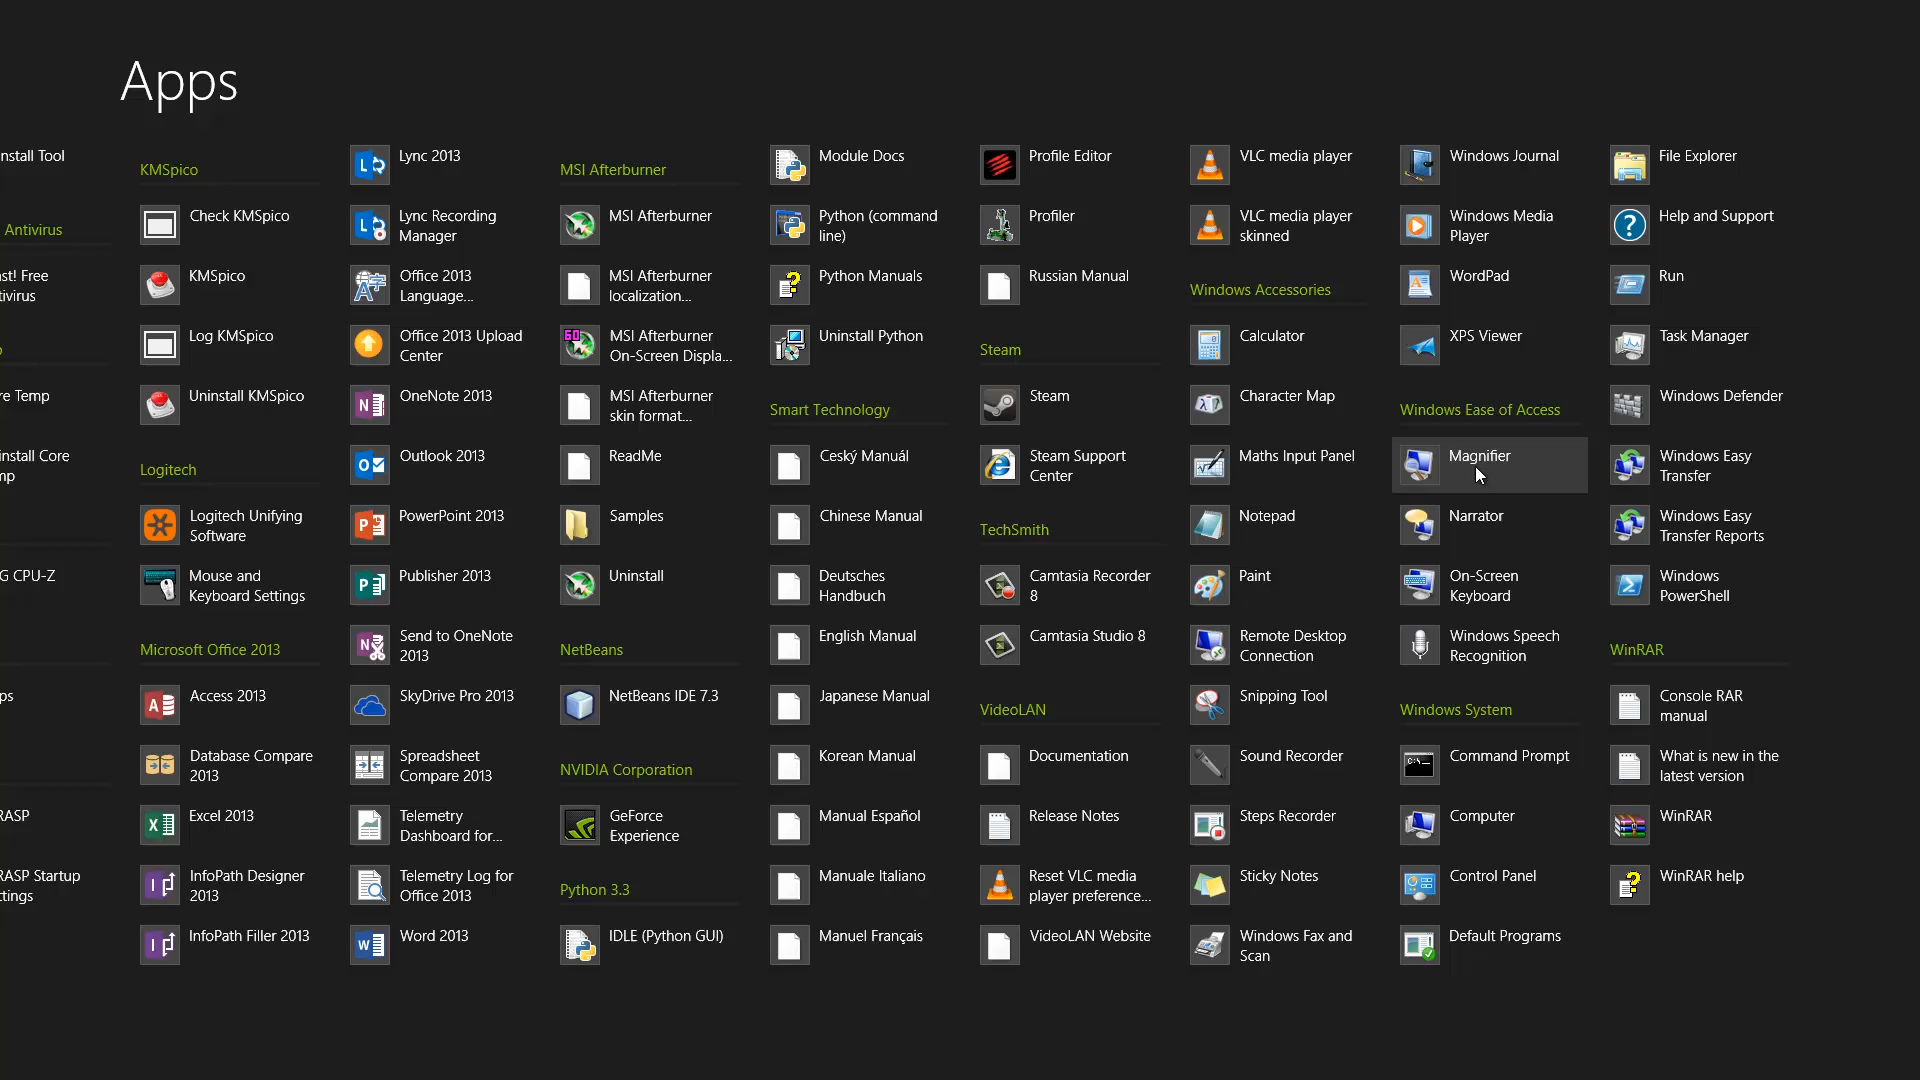 Apps
nstall Tool
Antivirus
st! Free
tivirus
re Temp
nstall Core
mp
G CPU-Z
ps
RASP
RASP Startup
ttings
KMSpico
Check KMSpico
KMSpico
Log KMSpico
Uninstall KMSpico
Logitech
Logitech Unifying
Software
Mouse and
Keyboard Settings
Microsoft Office 2013
Access 2013
Database Compare
2013
Excel 2013
InfoPath Designer
2013
InfoPath Filler 2013
Lync 2013
Lync Recording
Manager
Office 2013
Language...
Office 2013 Upload
Center
OneNote 2013
Outlook 2013
PowerPoint 2013
Publisher 2013
Send to OneNote
2013
SkyDrive Pro 2013
Spreadsheet
Compare 2013
Telemetry
Dashboard for...
Telemetry Log for
Office 2013
Word 2013
MSI Afterburner
MSI Afterburner
MSI Afterburner
localization...
MSI Afterburner
On-Screen Displa...
MSI Afterburner
skin format...
ReadMe
Samples
Uninstall
NetBeans
NetBeans IDE 7.3
NVIDIA Corporation
GeForce
Experience
Python 3.3
IDLE (Python GUI)
Module Docs
Python (command
line)
Python Manuals
Uninstall Python
Smart Technology
Ceský Manuál
Chinese Manual
Deutsches
Handbuch
English Manual
Japanese Manual
Korean Manual
Manual Español
Manuale Italiano
Manuel Français
Profile Editor
Profiler
Russian Manual
Steam
Steam
Steam Support
Center
TechSmith
Camtasia Recorder
8
Camtasia Studio 8
VideoLAN
Documentation
Release Notes
Reset VLC media
player preference...
VideoLAN Website
VLC media player
VLC media player
skinned
Windows Accessories
Calculator
Character Map
Maths Input Panel
Notepad
Paint
Remote Desktop
Connection
Snipping Tool
Sound Recorder
Steps Recorder
Sticky Notes
Windows Fax and
Scan
Windows Journal
Windows Media
Player
WordPad
XPS Viewer
Windows Ease of Access
Magnifier
Narrator
On-Screen
Keyboard
Windows Speech
Recognition
Windows System
Command Prompt
Computer
Control Panel
Default Programs
File Explorer
Help and Support
Run
Task Manager
Windows Defender
Windows Easy
Transfer
Windows Easy
Transfer Reports
Windows
PowerShell
WinRAR
Console RAR
manual
What is new in the
latest version
WinRAR
WinRAR help